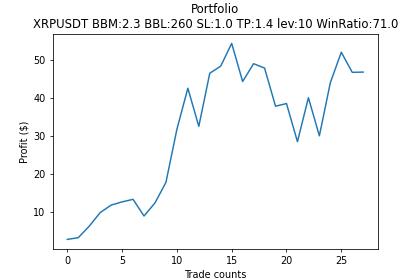 Portfolio
XRPUSDT BBM:2.3 BBL:260 SL:1.0 TP:1.4 lev:10 WinRatio:71.0
Profit ($)
50
40
30
20
10
0 5 10 15 20 25
Trade counts